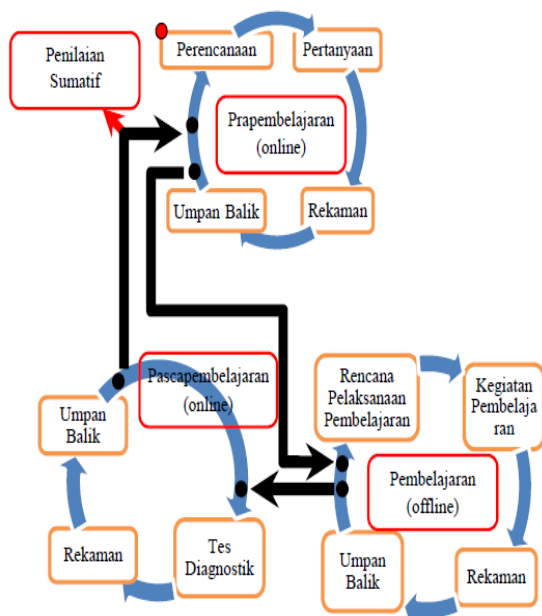 Penilaian
Sumatif
Perencanaan
Pertanyaan
Prapembelajaran
(online)
Umpan Balik
Rekaman
Pascapembelajaran
(online)
Umpan
Balik
Rekaman
Tes
Diagnostik
Rencana
Pelaksanaan
Pembelajaran
Kegiatan
Pembelaja
ran
Pembelajaran
(offline)
Umpan
Balik
Rekaman